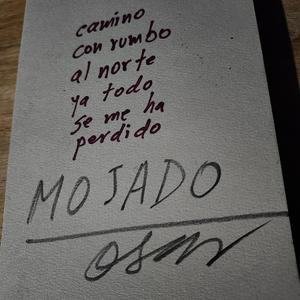 camino
con rumbo
al norte
ya todo
se me ha
perdido
MOJADO